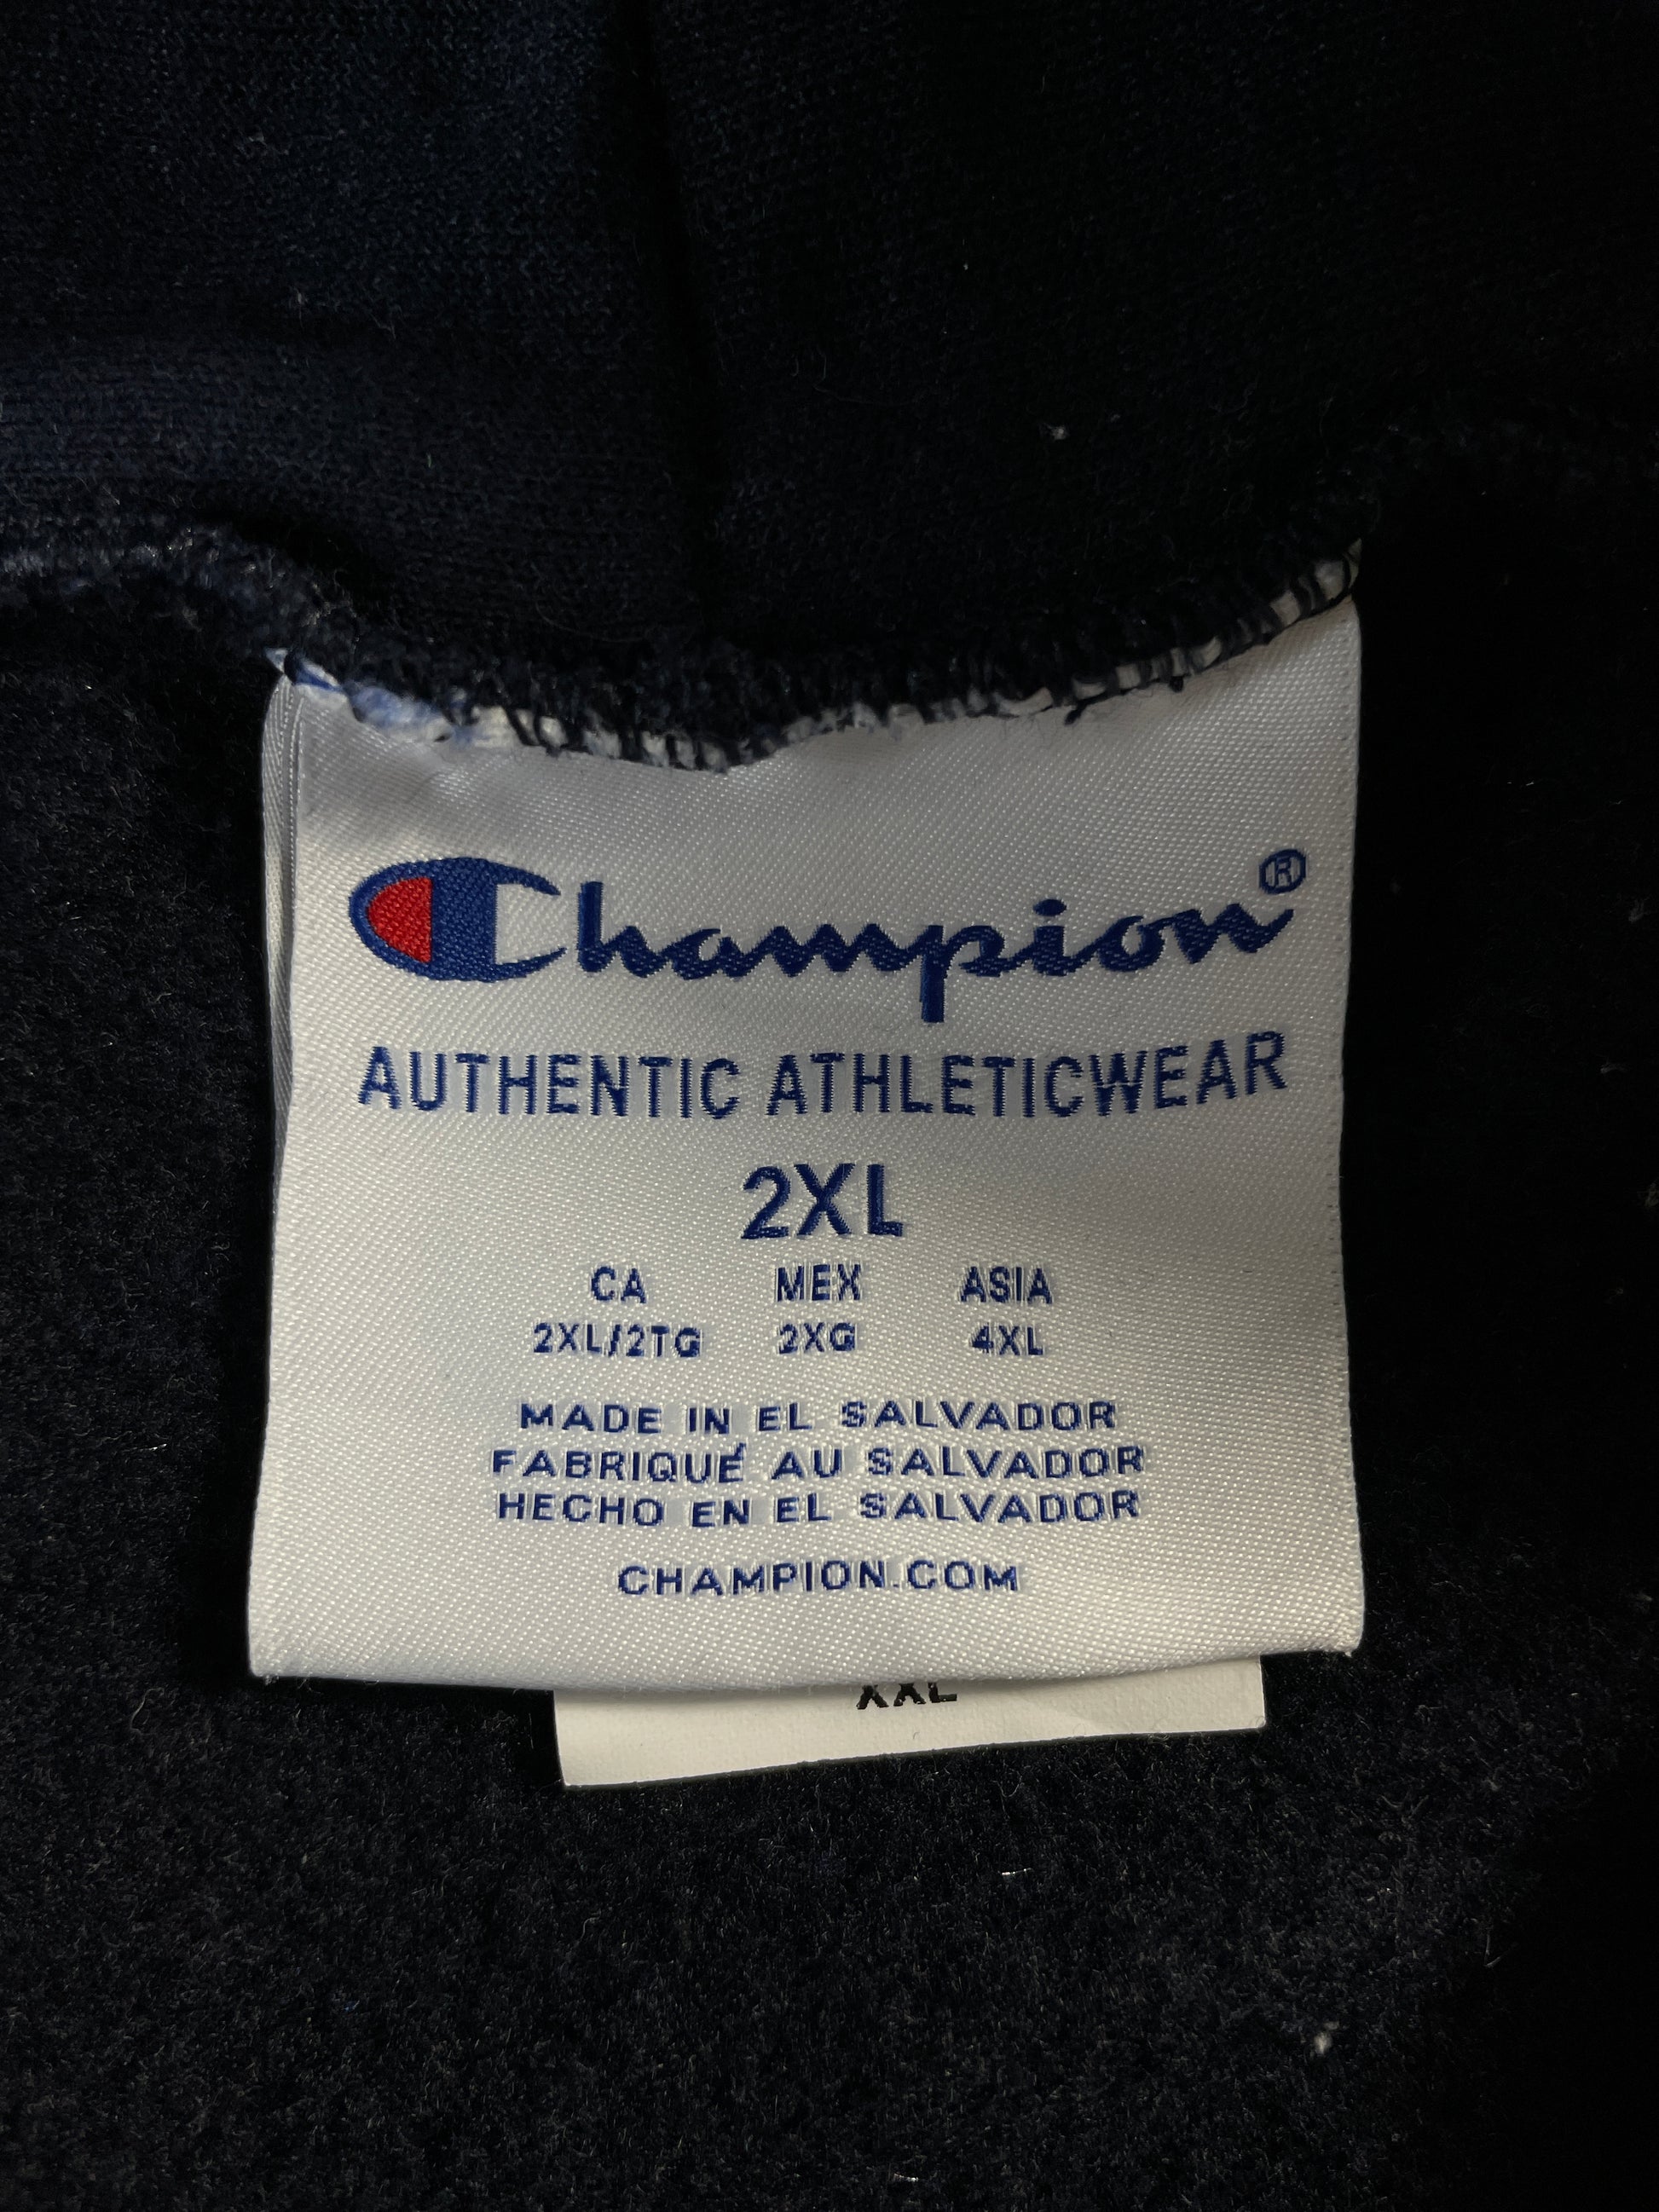 Champion®
AUTHENTIC ATHLETICWEAR
2XL
CA MEX ASIA
2XL/2TG 2XG 4XL
MADE IN EL SALVADOR
FABRIQUÉ AU SALVADOR
HECHO EN EL SALVADOR
CHAMPION.COM
XXL